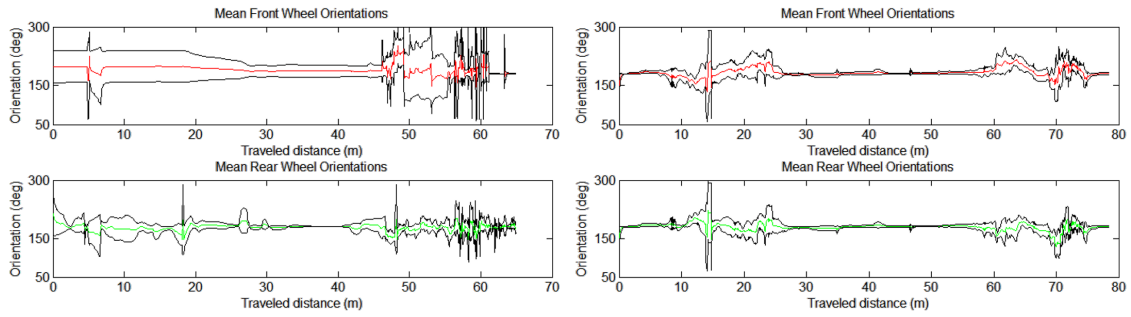 Mean Front Wheel Orientations
Orientation (deg)
300
150
50
0 10 20 30 40 50 60 70
Traveled distance (m)
Mean Rear Wheel Orientations
Orientation (deg)
300
150
50
0 10 20 30 40 50 60 70
Traveled distance (m)
Mean Front Wheel Orientations
Orientation (deg)
300
150
50
0 10 20 30 40 50 60 70 80
Traveled distance (m)
Mean Rear Wheel Orientations
Orientation (deg)
300
150
50
0 10 20 30 40 50 60 70 80
Traveled distance (m)